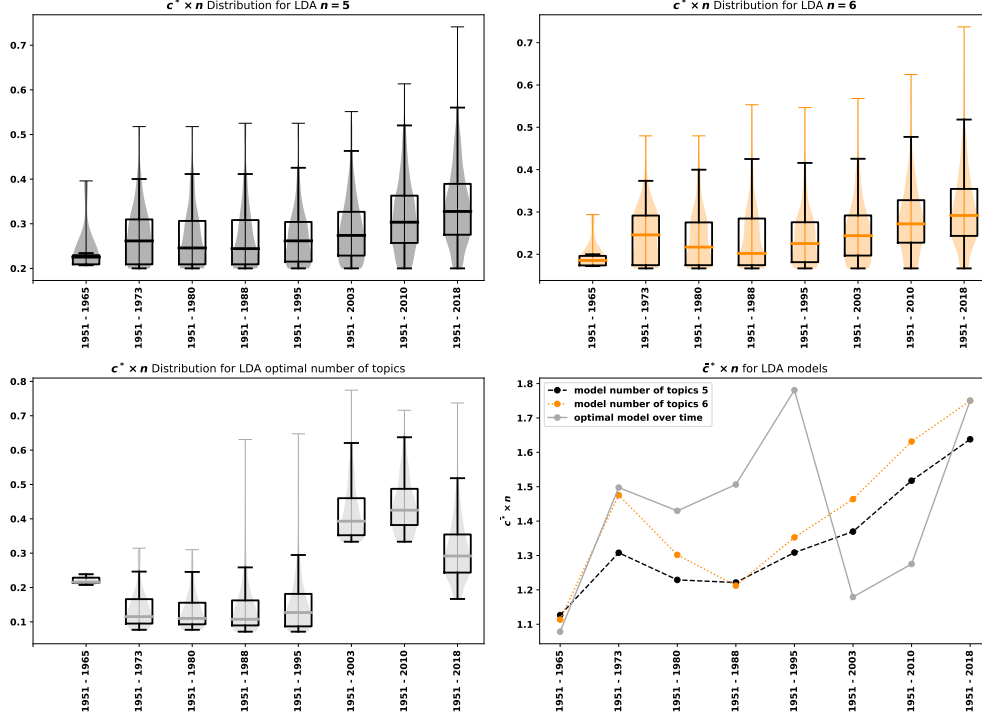 c* × n Distribution for LDA n = 5
0.7
0.6
0.5
0.4
0.3
0.2
1951 - 1965
1951 - 1973
1951 - 1980
1951 - 1988
1951 - 1995
1951 - 2003
1951 - 2010
1951 - 2018
c* × n Distribution for LDA n = 6
0.7
0.6
0.5
0.4
0.3
0.2
1951 - 1965
1951 - 1973
1951 - 1980
1951 - 1988
1951 - 1995
1951 - 2003
1951 - 2010
1951 - 2018
c* × n Distribution for LDA optimal number of topics
0.8
0.7
0.6
0.5
0.4
0.3
0.2
0.1
1951 - 1965
1951 - 1973
1951 - 1980
1951 - 1988
1951 - 1995
1951 - 2003
1951 - 2010
1951 - 2018
c̄* × n for LDA models
model number of topics 5
model number of topics 6
optimal model over time
c̄* × n
1.8
1.7
1.6
1.5
1.4
1.3
1.2
1.1
1951 - 1965
1951 - 1973
1951 - 1980
1951 - 1988
1951 - 1995
1951 - 2003
1951 - 2010
1951 - 2018